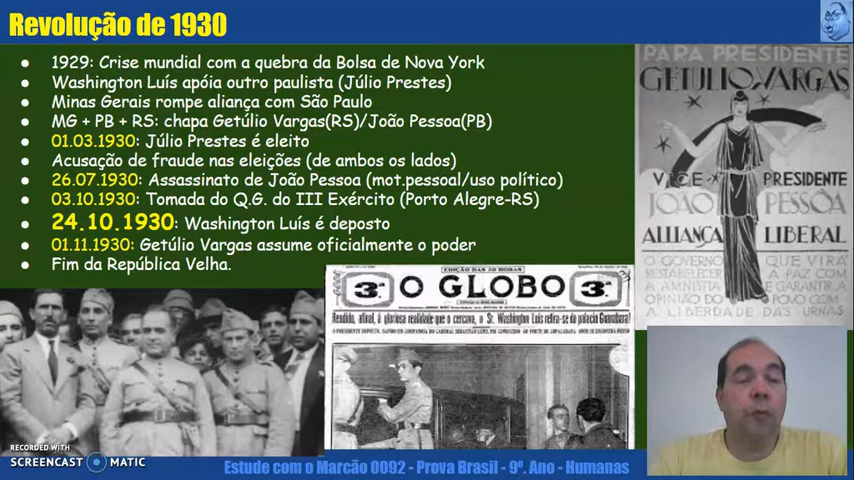 Revolução de 1930
1929: Crise mundial com a quebra da Bolsa de Nova York
Washington Luís apóia outro paulista (Júlio Prestes)
Minas Gerais rompe aliança com São Paulo
MG + PB + RS: chapa Getúlio Vargas(RS)/João Pessoa(PB)
01.03.1930: Júlio Prestes é eleito
Acusação de fraude nas eleições (de ambos os lados)
26.07.1930: Assassinato de João Pessoa (mot.pessoal/uso político)
03.10.1930: Tomada do Q.G. do III Exército (Porto Alegre-RS)
24.10.1930: Washington Luís é deposto
01.11.1930: Getúlio Vargas assume oficialmente o poder
Fim da República Velha.
PARA PRESIDENTE
GETULIO VARGAS
VICE PRESIDENTE
JOÃO PESSÔA
ALLIANÇA LIBERAL
O GOVERNO QUE VIRÁ
RESTABELECER A PAZ COM
A AMNISTIA E GARANTIR A
OPINIÃO DO POVO COM
A LIBERDADE DAS URNAS
EDIÇÃO DAS 20 HORAS
3ª O GLOBO 3ª
Rendido, afinal, á gloriosa realidade que o cercava, o Sr. Washington Luis retira-se do palacio Guanabara!
RECORDED WITH
SCREENCAST MATIC
Estude com o Marcão 0092 - Prova Brasil - 9º. Ano - Humanas